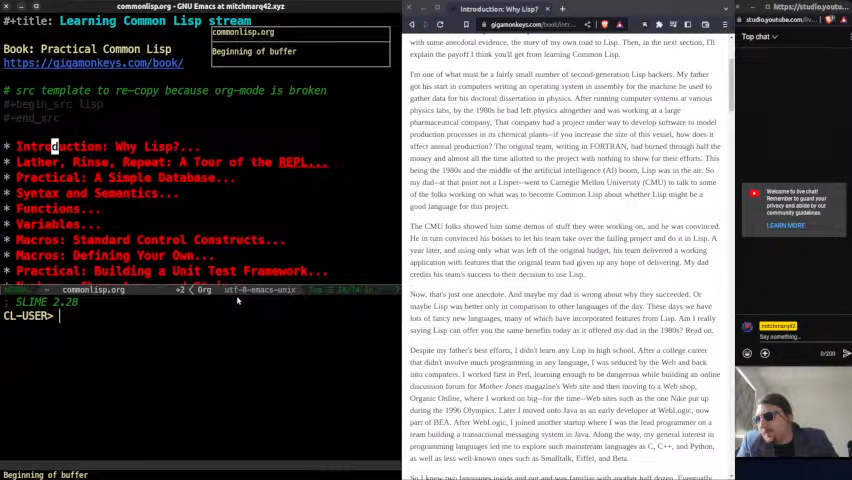 commonlisp.org - GNU Emacs at mitchmarq42.xyz
#+title: Learning Common Lisp stream
commonlisp.org
Beginning of buffer
Book: Practical Common Lisp
https://gigamonkeys.com/book/
# src template to re-copy because org-mode is broken
#+begin_src lisp
#+end_src
* Introduction: Why Lisp?...
* Lather, Rinse, Repeat: A Tour of the REPL...
* Practical: A Simple Database...
* Syntax and Semantics...
* Functions...
* Variables...
* Macros: Standard Control Constructs...
* Macros: Defining Your Own...
* Practical: Building a Unit Test Framework...
commonlisp.org
Org
utf-8-emacs-unix
; SLIME 2.28
CL-USER>
Beginning of buffer
Introduction: Why Lisp?
gigamonkeys.com/book/intr
with some anecdotal evidence, the story of my own road to Lisp. Then, in the next section, I'll
explain the payoff I think you'll get from learning Common Lisp.
I'm one of what must be a fairly small number of second-generation Lisp hackers. My father
got his start in computers writing an operating system in assembly for the machine he used to
gather data for his doctoral dissertation in physics. After running computer systems at various
physics labs, by the 1980s he had left physics altogether and was working at a large
pharmaceutical company. That company had a project under way to develop software to model
production processes in its chemical plants--if you increase the size of this vessel, how does it
affect annual production? The original team, writing in FORTRAN, had burned through half the
money and almost all the time allotted to the project with nothing to show for their efforts. This
being the 1980s and the middle of the artificial intelligence (AI) boom, Lisp was in the air. So
my dad--at that point not a Lisper--went to Carnegie Mellon University (CMU) to talk to some
of the folks working on what was to become Common Lisp about whether Lisp might be a
good language for this project.
The CMU folks showed him some demos of stuff they were working on, and he was convinced.
He in turn convinced his bosses to let his team take over the failing project and do it in Lisp. A
year later, and using only what was left of the original budget, his team delivered a working
application with features that the original team had given up any hope of delivering. My dad
credits his team's success to their decision to use Lisp.
Now, that's just one anecdote. And maybe my dad is wrong about why they succeeded. Or
maybe Lisp was better only in comparison to other languages of the day. These days we have
lots of fancy new languages, many of which have incorporated features from Lisp. Am I really
saying Lisp can offer you the same benefits today as it offered my dad in the 1980s? Read on.
Despite my father's best efforts, I didn't learn any Lisp in high school. After a college career
that didn't involve much programming in any language, I was seduced by the Web and back
into computers. I worked first in Perl, learning enough to be dangerous while building an online
discussion forum for Mother Jones magazine's Web site and then moving to a Web shop,
Organic Online, where I worked on big--for the time--Web sites such as the one Nike put up
during the 1996 Olympics. Later I moved onto Java as an early developer at WebLogic, now
part of BEA. After WebLogic, I joined another startup where I was the lead programmer on a
team building a transactional messaging system in Java. Along the way, my general interest in
programming languages led me to explore such mainstream languages as C, C++, and Python,
as well as less well-known ones such as Smalltalk, Eiffel, and Beta.
So I knew two languages inside and out and was familiar with another half dozen. Eventually
https://studio.youtu
studio.youtube.co
Top chat
Welcome to live chat!
Remember to guard your
privacy and abide by our
community guidelines.
LEARN MORE
mitchmarq42
Say something...
0/200